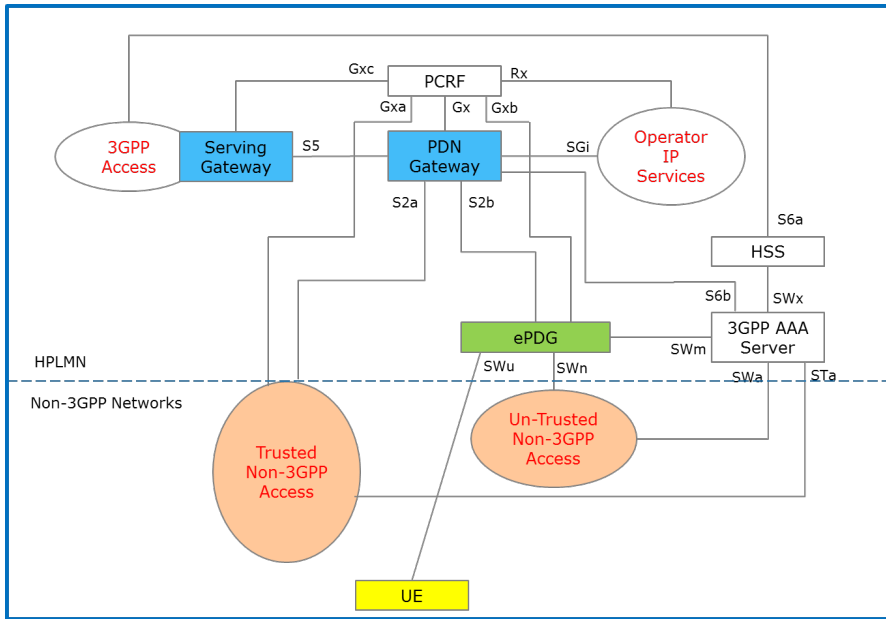 Gxc
PCRF
Rx
Gxa
Gx
Gxb
3GPP
Access
Serving
Gateway
S5
PDN
Gateway
SGi
Operator
IP
Services
S2a
S2b
S6a
HSS
S6b
SWx
ePDG
SWm
3GPP AAA
Server
HPLMN
SWu
SWn
SWa
STa
Non-3GPP Networks
Un-Trusted
Non-3GPP
Access
Trusted
Non-3GPP
Access
UE